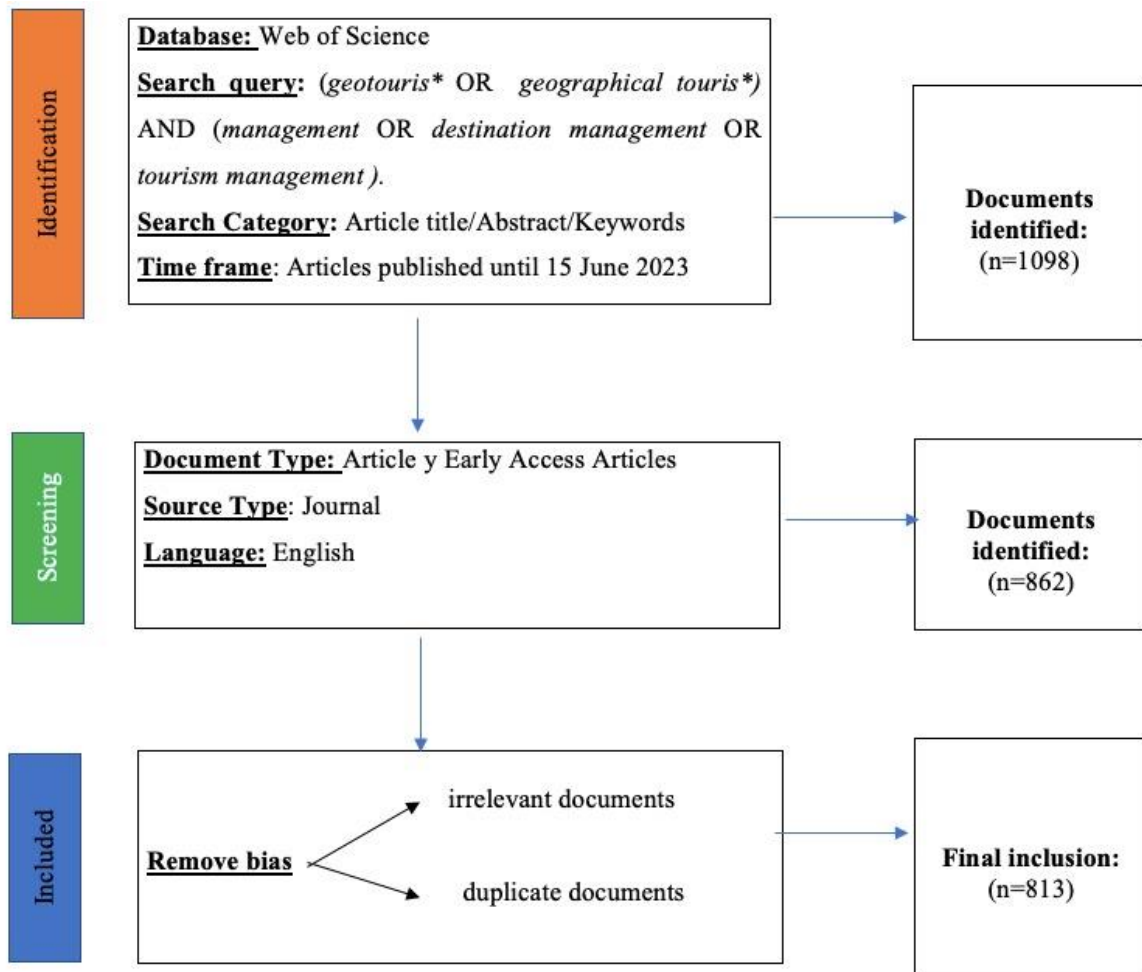 Identification
Database: Web of Science
Search query: (geotouris* OR geographical touris*)
AND (management OR destination management OR
tourism management ).
Search Category: Article title/Abstract/Keywords
Time frame: Articles published until 15 June 2023
Documents
identified:
(n=1098)
Screening
Document Type: Article y Early Access Articles
Source Type: Journal
Language: English
Documents
identified:
(n=862)
Included
Remove bias
irrelevant documents
duplicate documents
Final inclusion:
(n=813)